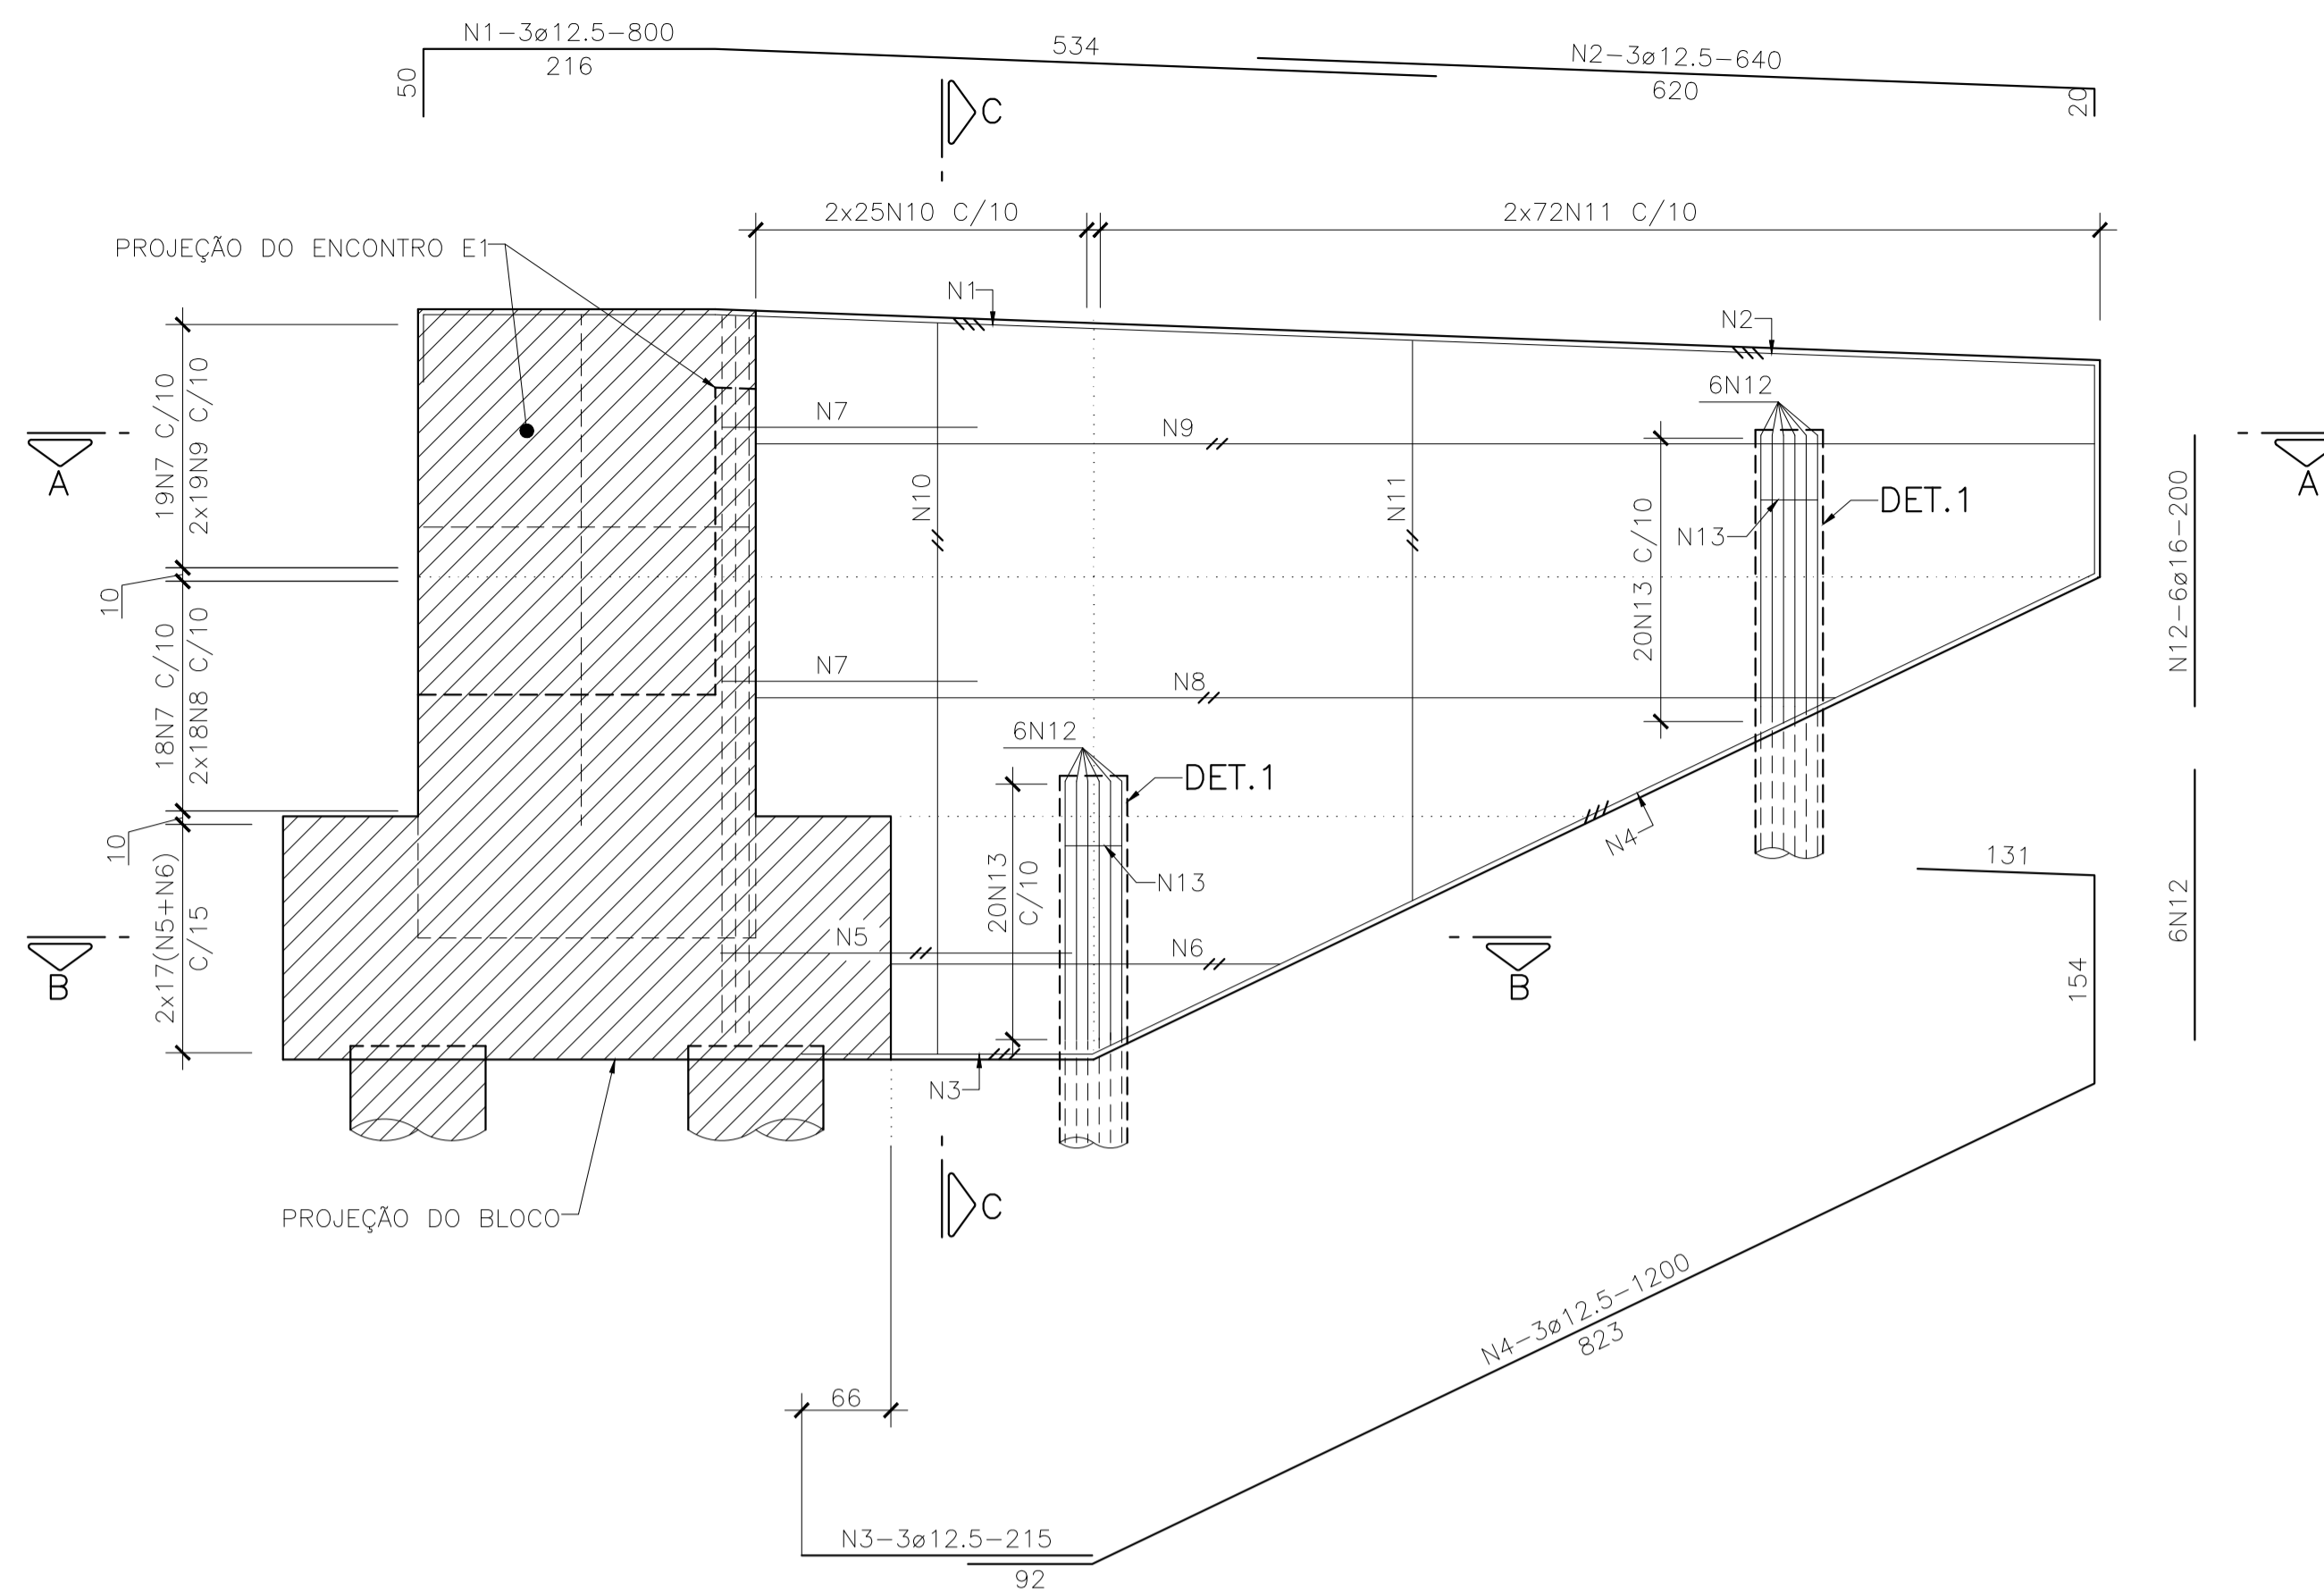 N1-3ø12.5-800
534
N2-3ø12.5-640
216
50
620
20
C
2x25N10 C/10
2x72N11 C/10
PROJEÇÃO DO ENCONTRO E1
N1
N2
6N12
19N7 C/10
2x19N9 C/10
N7
N9
A
A
N10
N11
DET.1
N13
20N13 C/10
N12-6ø16-200
10
18N7 C/10
2x18N8 C/10
N7
N8
6N12
DET.1
N4
10
2x17(N5+N6)
C/15
20N13
C/10
N13
131
6N12
N5
N6
B
B
154
N3
PROJEÇÃO DO BLOCO
C
N4-3ø12.5-1200
823
66
N3-3ø12.5-215
92